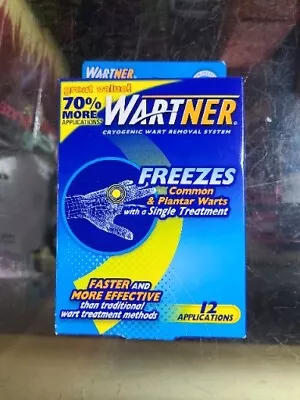 WARTNER
great value!
70%
MORE
APPLICATIONS!
WARTNER®
CRYOGENIC WART REMOVAL SYSTEM
FREEZES
Common
& Plantar Warts
with a Single Treatment
FASTER AND
MORE EFFECTIVE
than traditional
wart treatment methods
12
APPLICATIONS